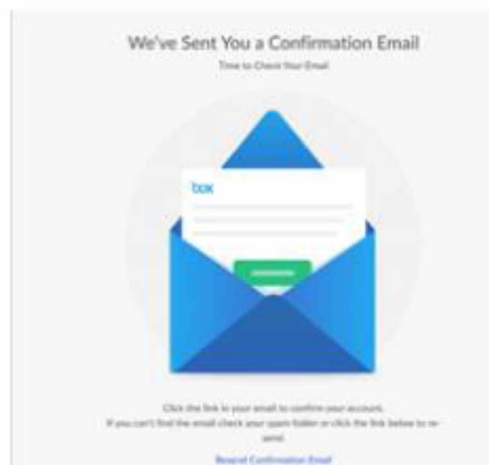 We've Sent You a Confirmation Email
Time to Check Your Email
box
Click the link in your email to confirm your account.
If you can't find the email check your spam folder or click the link below to re-
send.
Resend Confirmation Email